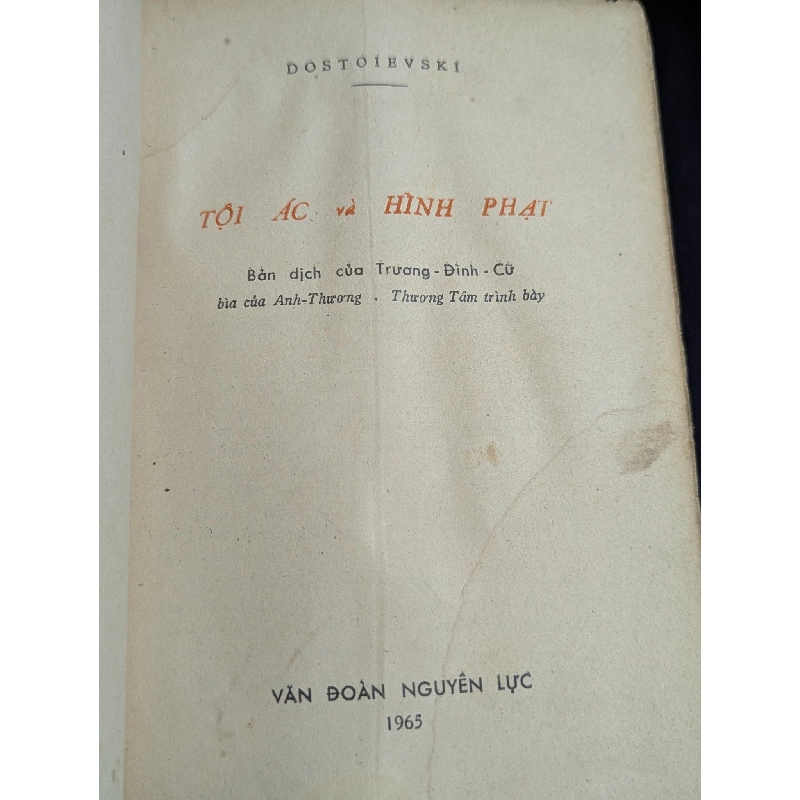 DOSTOIEVSKI
TỘI ÁC và HÌNH PHẠT
Bản dịch của Trương-Đình-Cữ
bìa của Anh-Thương . Thương Tâm trình bày
VĂN ĐOÀN NGUYÊN LỰC
1965